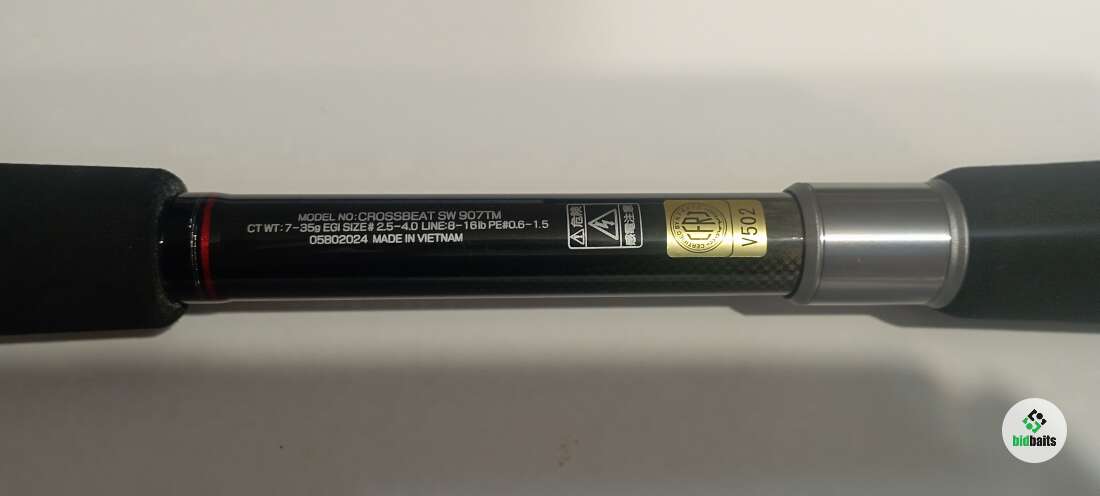 MODEL NO:CROSSBEAT SW 907TM
CT WT: 7-35g EGI SIZE# 2.5-4.0 LINE:8-16lb PE#0.6-1.5
05802024 MADE IN VIETNAM
危険
感電注意
V502
bidbaits